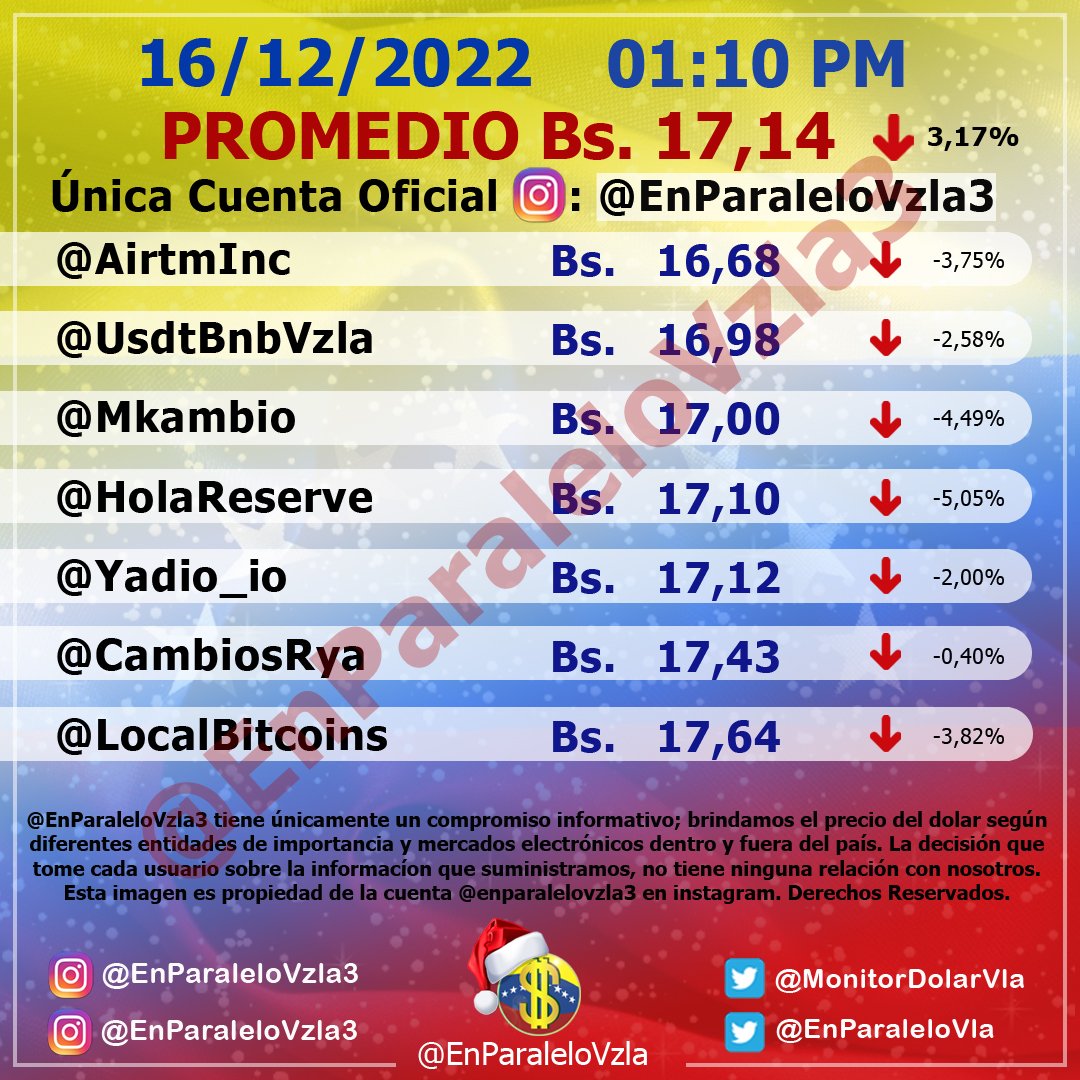 16/12/2022 01:10 PM
PROMEDIO Bs. 17,14 3,17%
Única Cuenta Oficial : @EnParaleloVzla3
@AirtmInc Bs. 16,68 -3,75%
@UsdtBnbVzla Bs. 16,98 -2,58%
@Mkambio Bs. 17,00 -4,49%
@HolaReserve Bs. 17,10 -5,05%
@Yadio_io Bs. 17,12 -2,00%
@CambiosRya Bs. 17,43 -0,40%
@LocalBitcoins Bs. 17,64 -3,82%
@EnParaleloVzla3
@EnParaleloVzla3 tiene únicamente un compromiso informativo; brindamos el precio del dolar según
diferentes entidades de importancia y mercados electrónicos dentro y fuera del país. La decisión que
tome cada usuario sobre la informacíon que suministramos, no tiene ninguna relación con nosotros.
Esta imagen es propiedad de la cuenta @enparalelovzla3 en instagram. Derechos Reservados.
@EnParaleloVzla3 @MonitorDolarVla
@EnParaleloVzla3 @EnParaleloVla
$
@EnParaleloVzla